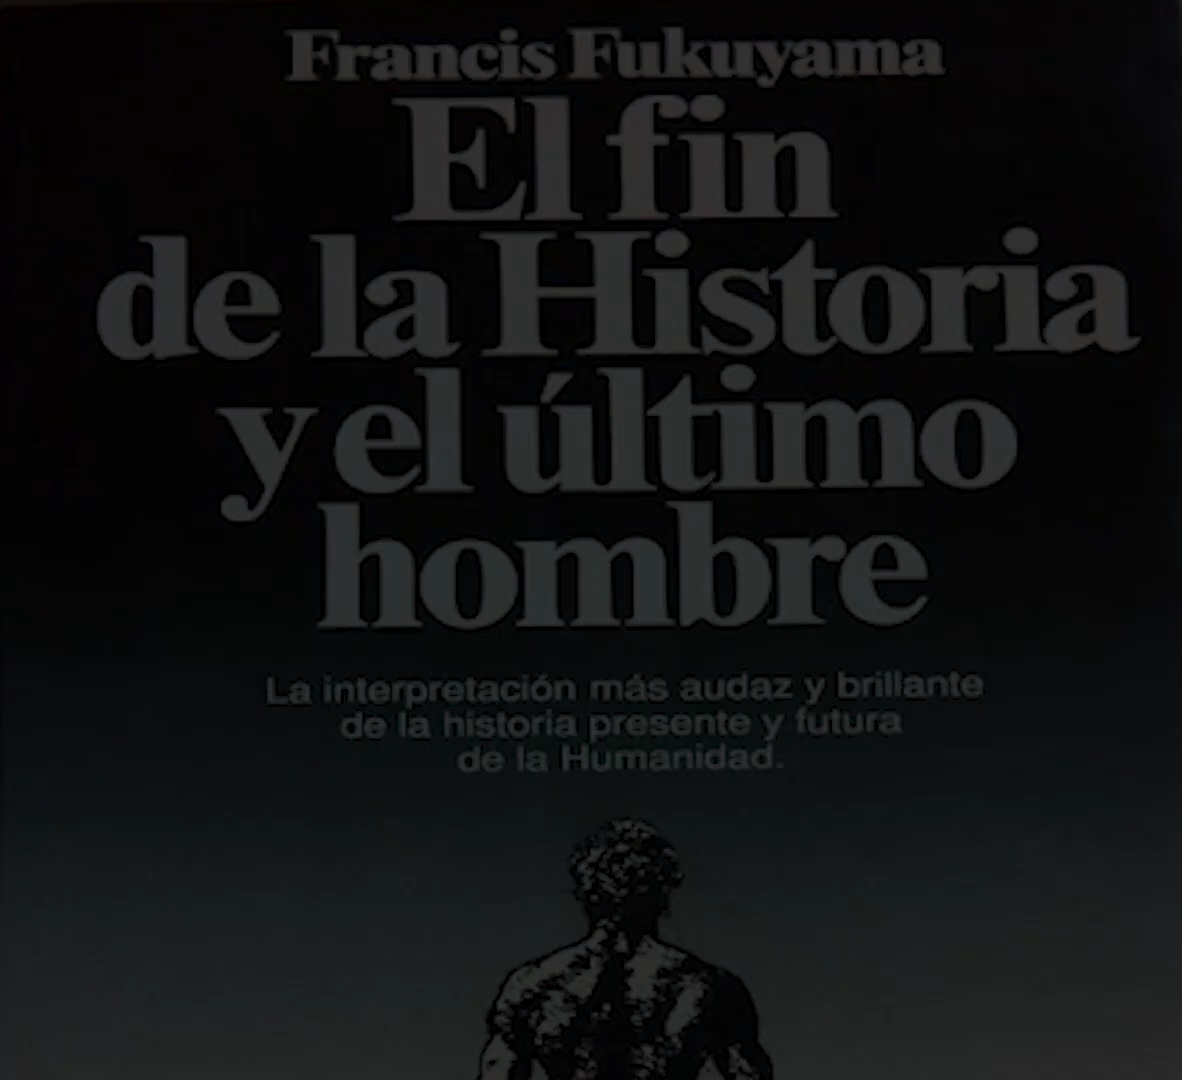 Francis Fukuyama
El fin
de la Historia
y el último
hombre
La interpretación más audaz y brillante
de la historia presente y futura
de la Humanidad.